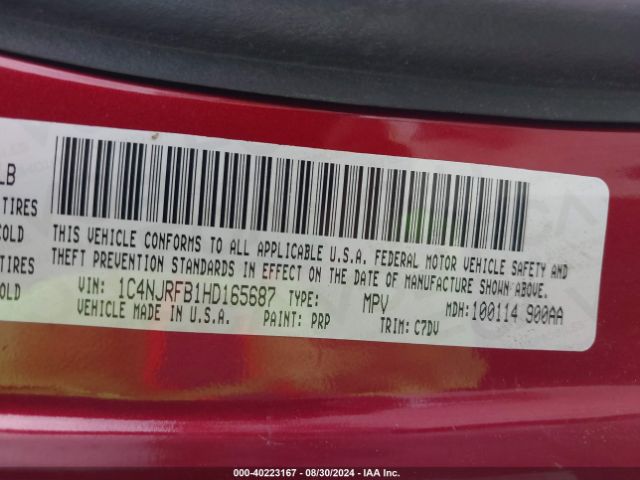 LB
TIRES
COLD
TIRES
COLD
THIS VEHICLE CONFORMS TO ALL APPLICABLE U.S.A. FEDERAL MOTOR VEHICLE SAFETY AND
THEFT PREVENTION STANDARDS IN EFFECT ON THE DATE OF MANUFACTURE SHOWN ABOVE.
VIN: 1C4NJRFB1HD165687 TYPE: MPV MDH:100114 900AA
VEHICLE MADE IN U.S.A. PAINT: PRP TRIM: C7DV
000-40223167 - 08/30/2024 - IAA